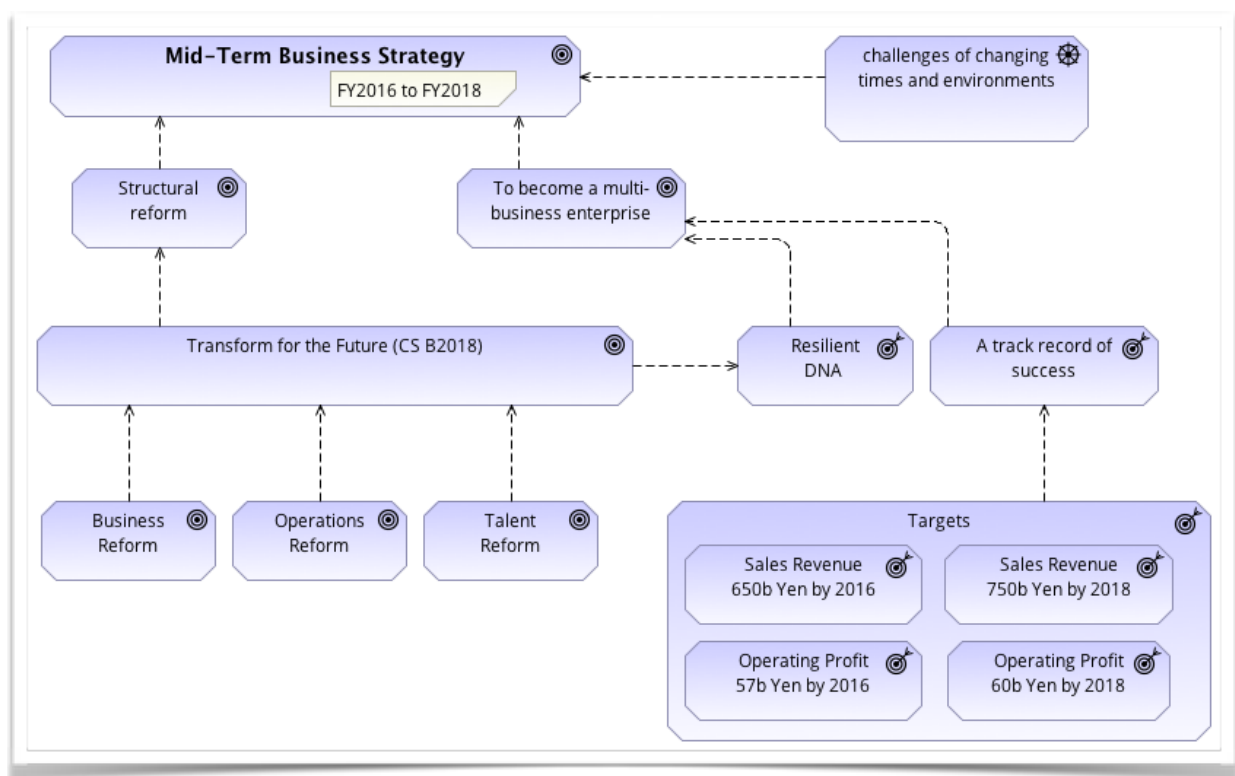 Mid-Term Business Strategy
FY2016 to FY2018
challenges of changing
times and environments
Structural
reform
To become a multi-
business enterprise
Transform for the Future (CS B2018)
Resilient
DNA
A track record of
success
Business
Reform
Operations
Reform
Talent
Reform
Targets
Sales Revenue
650b Yen by 2016
Sales Revenue
750b Yen by 2018
Operating Profit
57b Yen by 2016
Operating Profit
60b Yen by 2018